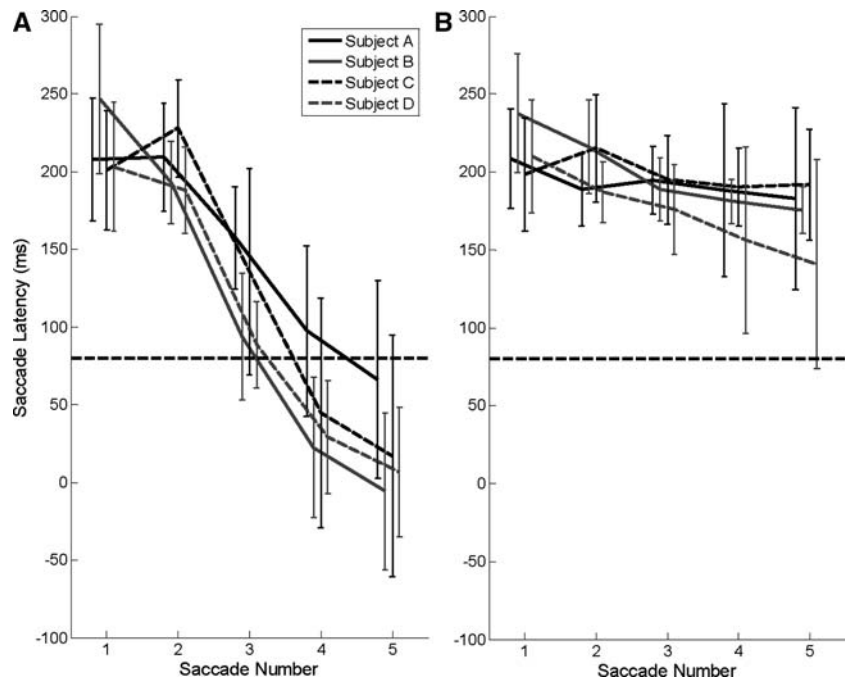 A
B
Subject A
Subject B
Subject C
Subject D
Saccade Latency (ms)
300
250
200
150
100
50
0
-50
-100
1 2 3 4 5
Saccade Number
300
250
200
150
100
50
0
-50
-100
1 2 3 4 5
Saccade Number